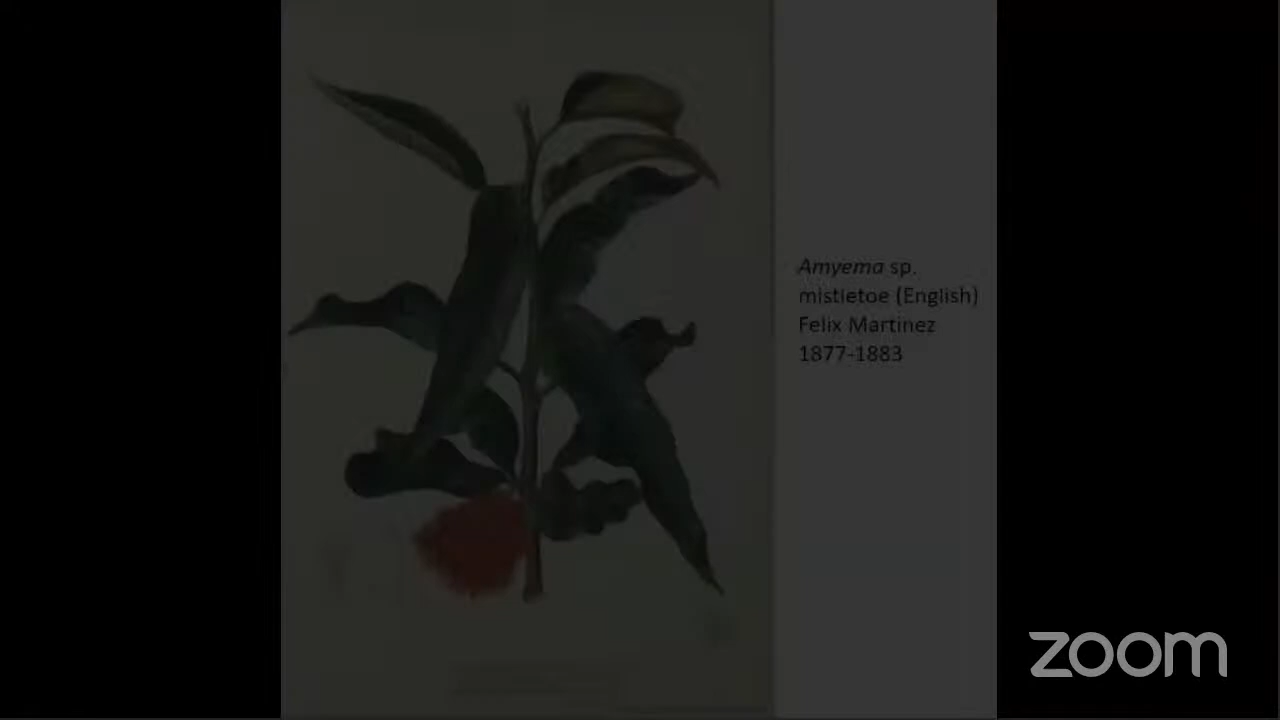 Amyema sp.
mistletoe (English)
Felix Martinez
1877-1883
zoom